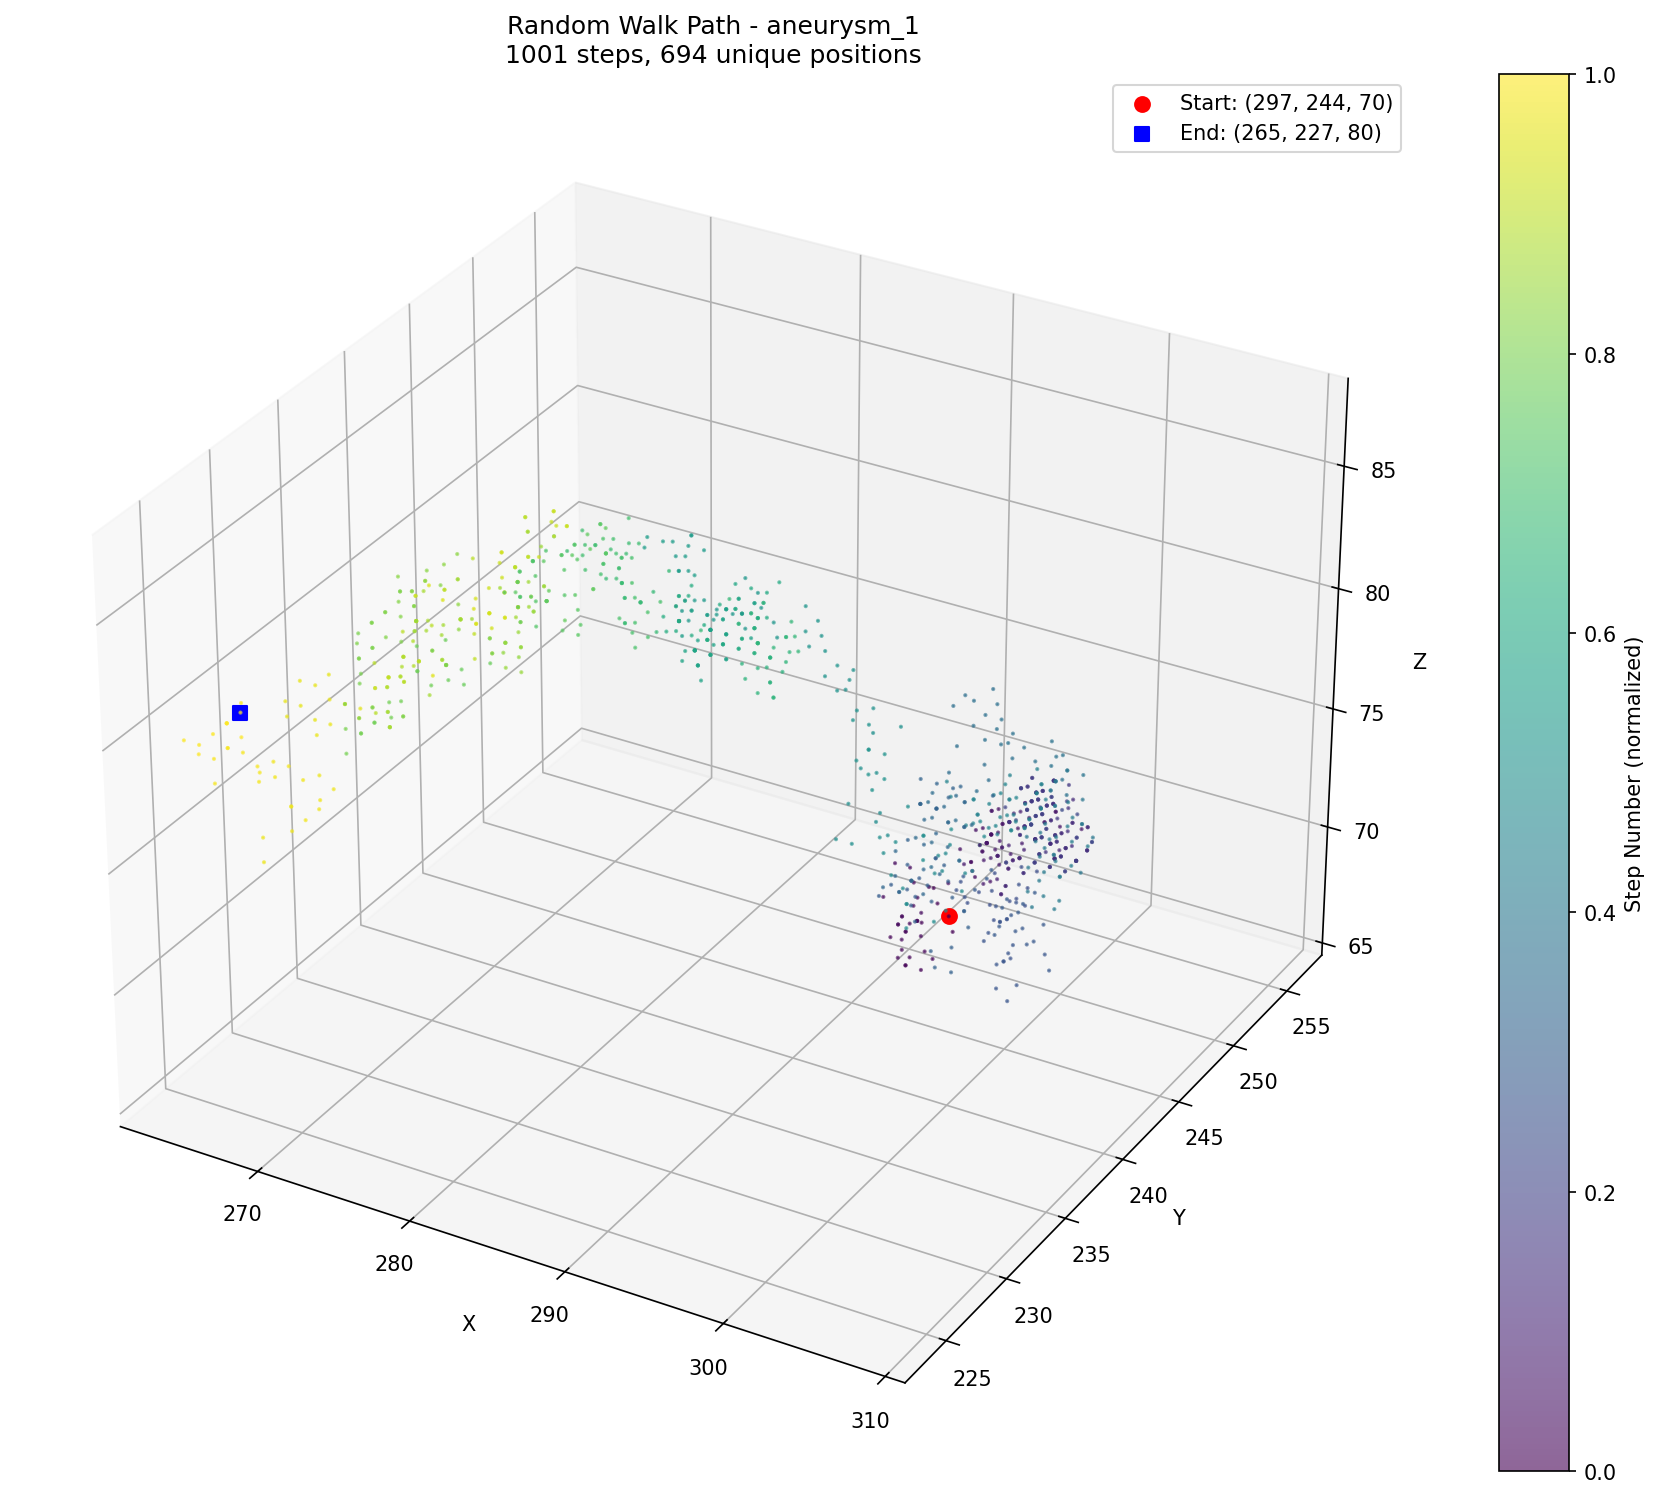 Random Walk Path - aneurysm_1
1001 steps, 694 unique positions
Start: (297, 244, 70)
End: (265, 227, 80)
1.0
0.8
0.6
0.4
0.2
0.0
Step Number (normalized)
85
80
75
70
65
Z
255
250
245
240
235
230
225
Y
270
280
290
300
310
X